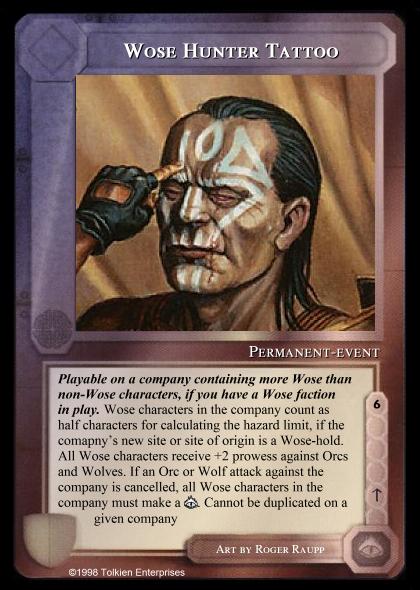 WOSE HUNTER TATTOO
PERMANENT-EVENT
Playable on a company containing more Wose than
non-Wose characters, if you have a Wose faction
in play. Wose characters in the company count as
half characters for calculating the hazard limit, if the
comapny's new site or site of origin is a Wose-hold.
All Wose characters receive +2 prowess against Orcs
and Wolves. If an Orc or Wolf attack against the
company is cancelled, all Wose characters in the
company must make a . Cannot be duplicated on a
given company
6
ART BY ROGER RAUPP
©1998 Tolkien Enterprises